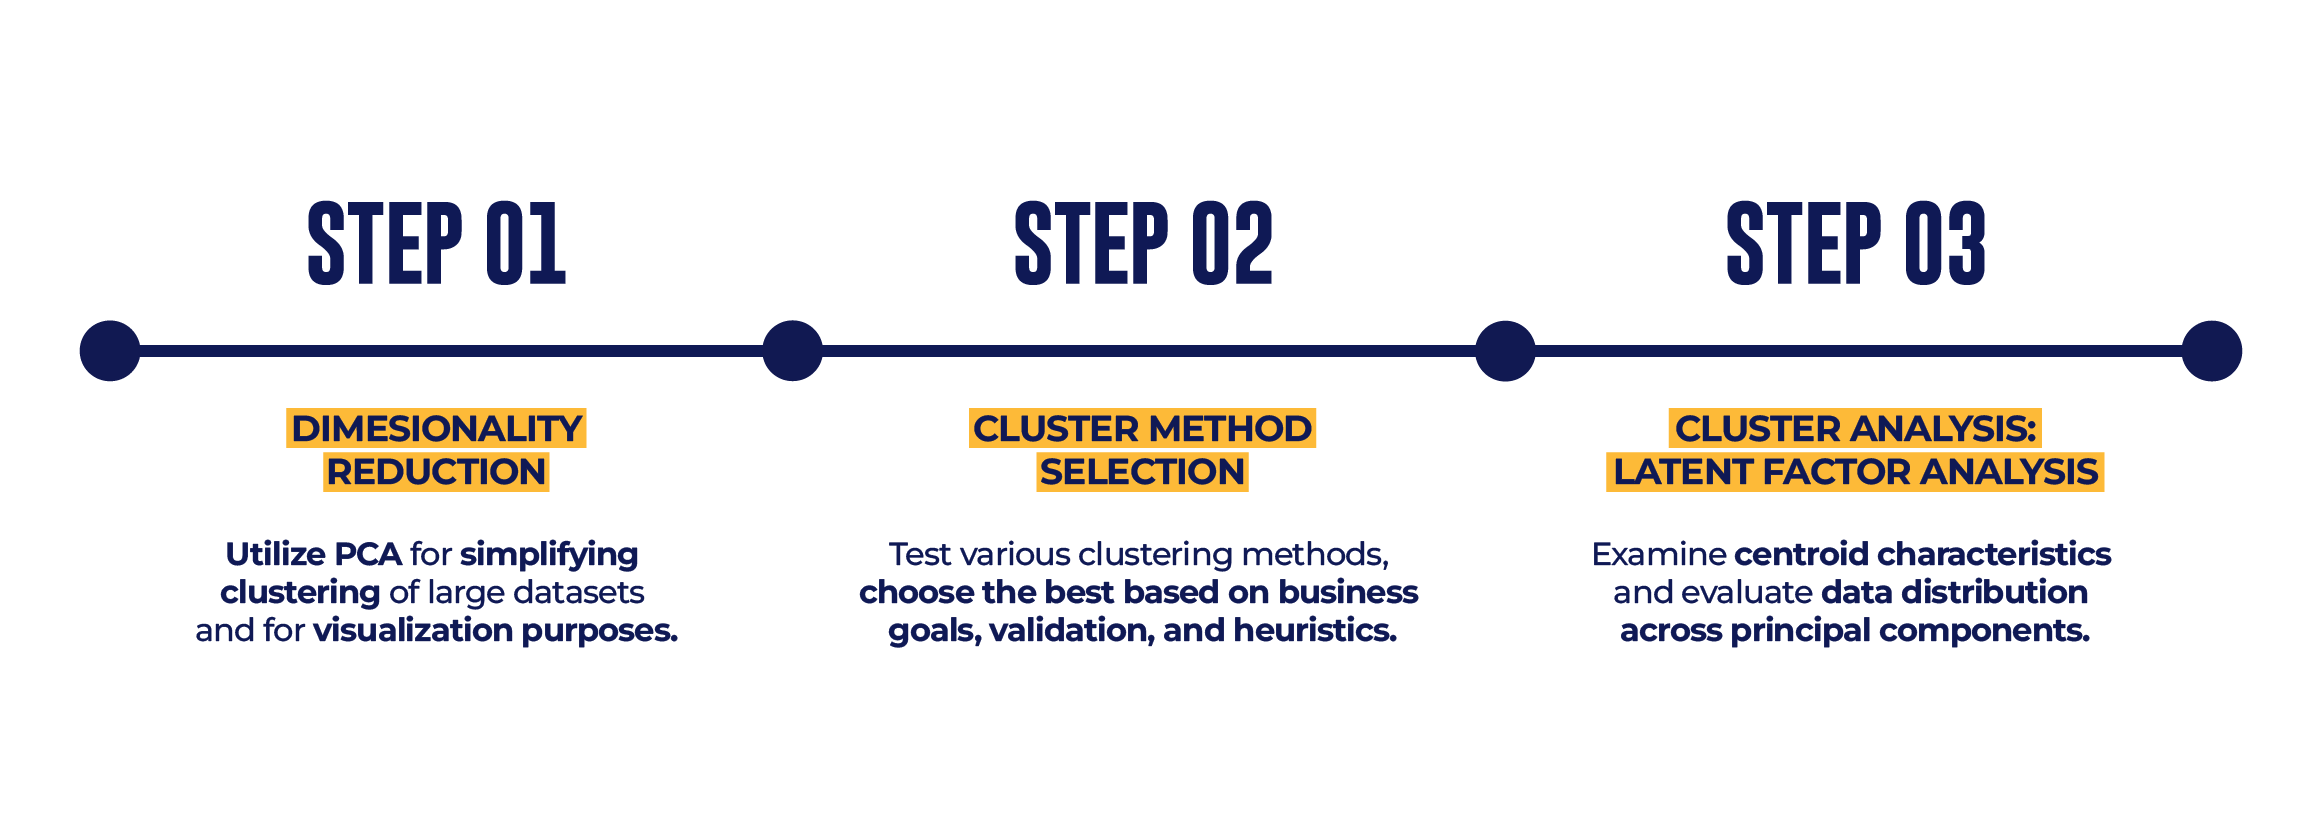 STEP 01
DIMESIONALITY
REDUCTION
Utilize PCA for simplifying
clustering of large datasets
and for visualization purposes.
STEP 02
CLUSTER METHOD
SELECTION
Test various clustering methods,
choose the best based on business
goals, validation, and heuristics.
STEP 03
CLUSTER ANALYSIS:
LATENT FACTOR ANALYSIS
Examine centroid characteristics
and evaluate data distribution
across principal components.